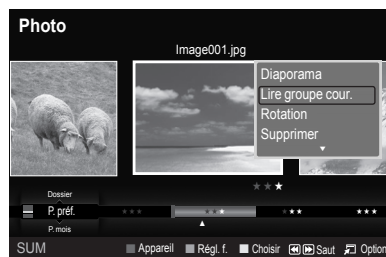 Photo
Image001.jpg
Diaporama
Lire groupe cour.
Rotation
Supprimer
Dossier
P. préf.
P. mois
SUM Appareil Régl. f. Choisir Saut Option